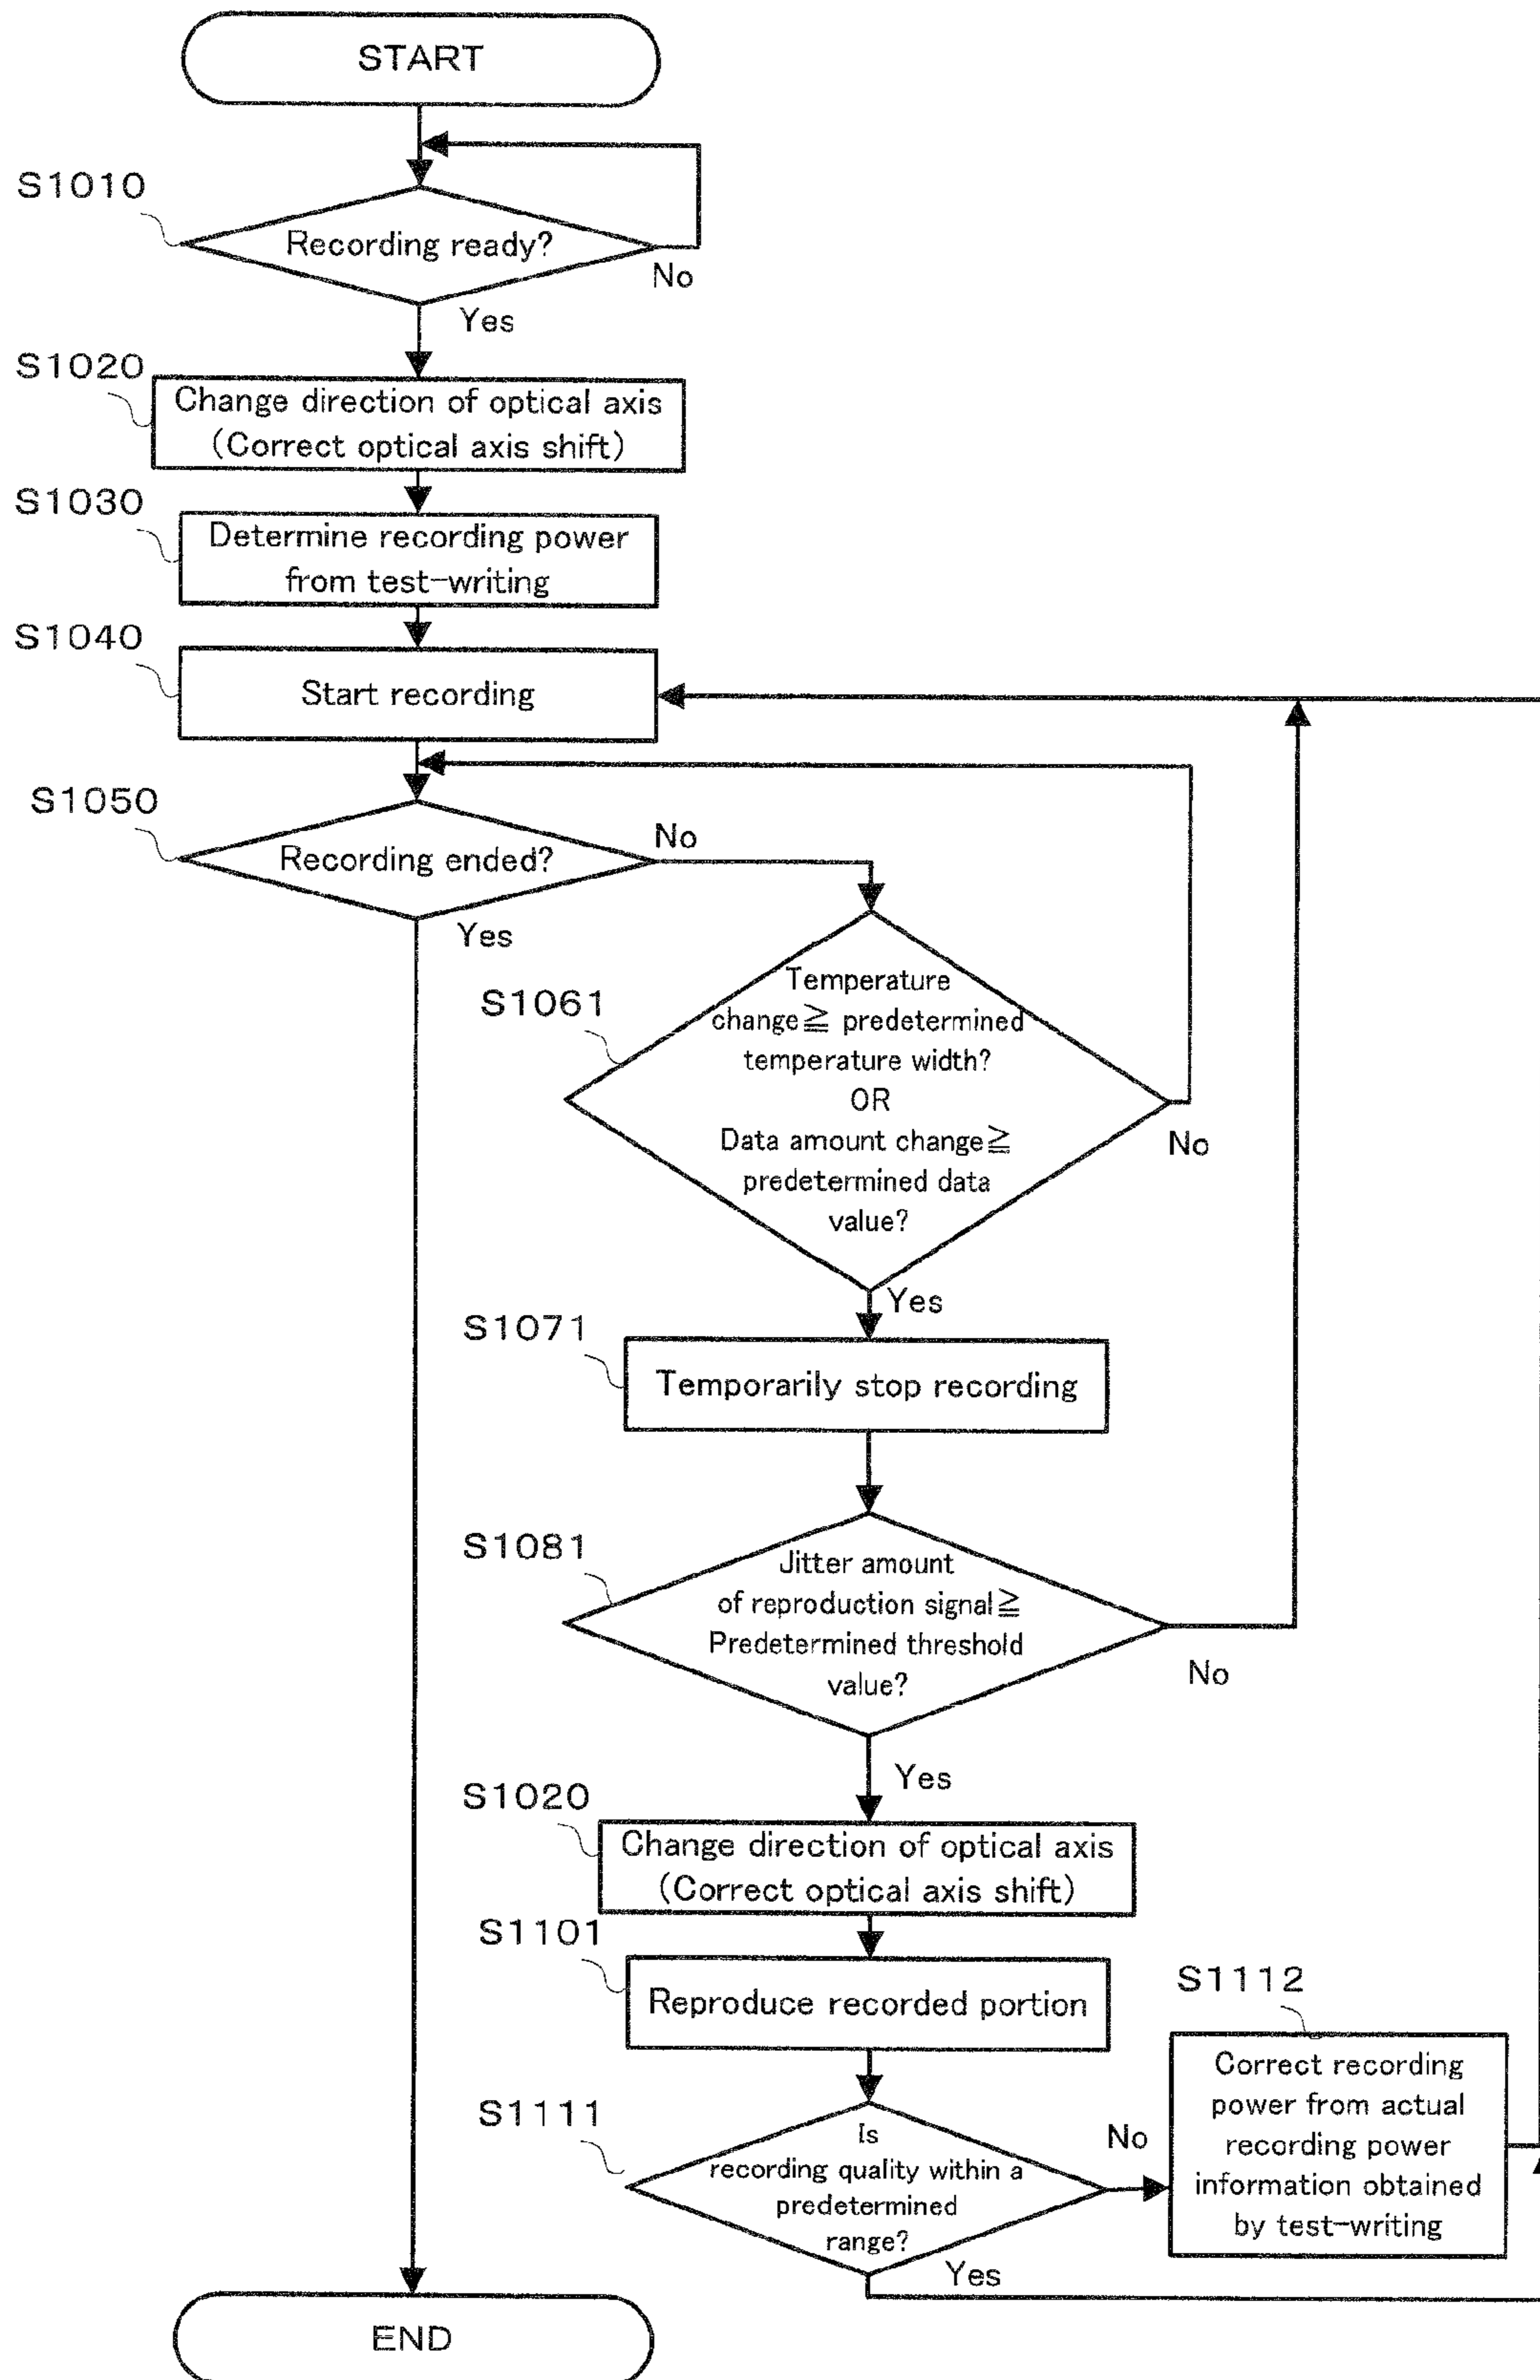 START
S1010
Recording ready?
No
Yes
S1020
Change direction of optical axis
(Correct optical axis shift)
S1030
Determine recording power
from test-writing
S1040
Start recording
S1050
Recording ended?
No
Yes
S1061
Temperature
change≧ predetermined
temperature width?
OR
Data amount change≧
predetermined data
value?
No
Yes
S1071
Temporarily stop recording
S1081
Jitter amount
of reproduction signal≧
Predetermined threshold
value?
No
Yes
S1020
Change direction of optical axis
(Correct optical axis shift)
S1101
Reproduce recorded portion
S1111
Is
recording quality within a
predetermined
range?
No
Yes
S1112
Correct recording
power from actual
recording power
information obtained
by test-writing
END